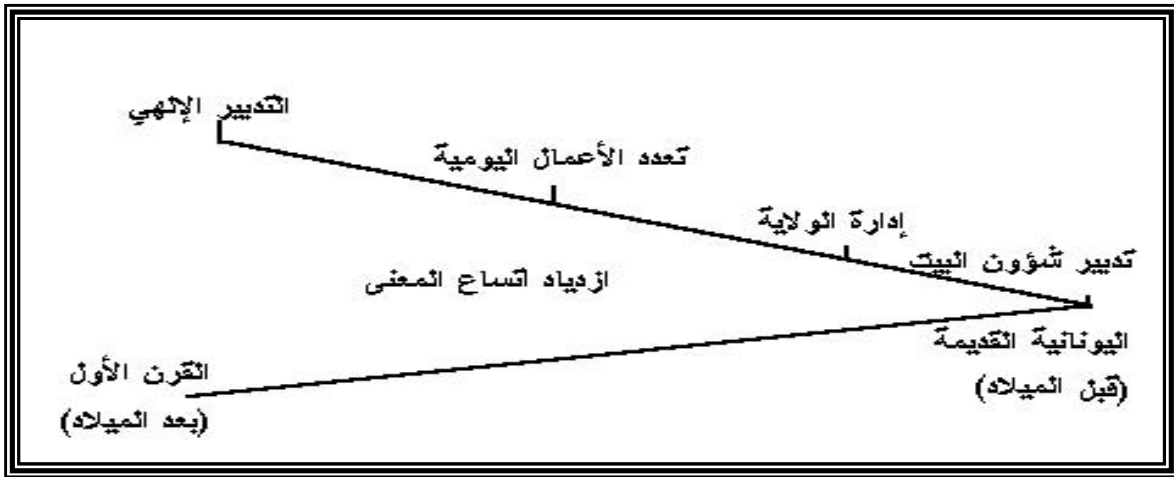 التدبير الإلهي
تعدد الأعمال اليومية
إدارة الولاية
تدبير شؤون البيت
ازدياد اتساع المعنى
اليونانية القديمة
(قبل الميلاد)
القرن الأول
(بعد الميلاد)